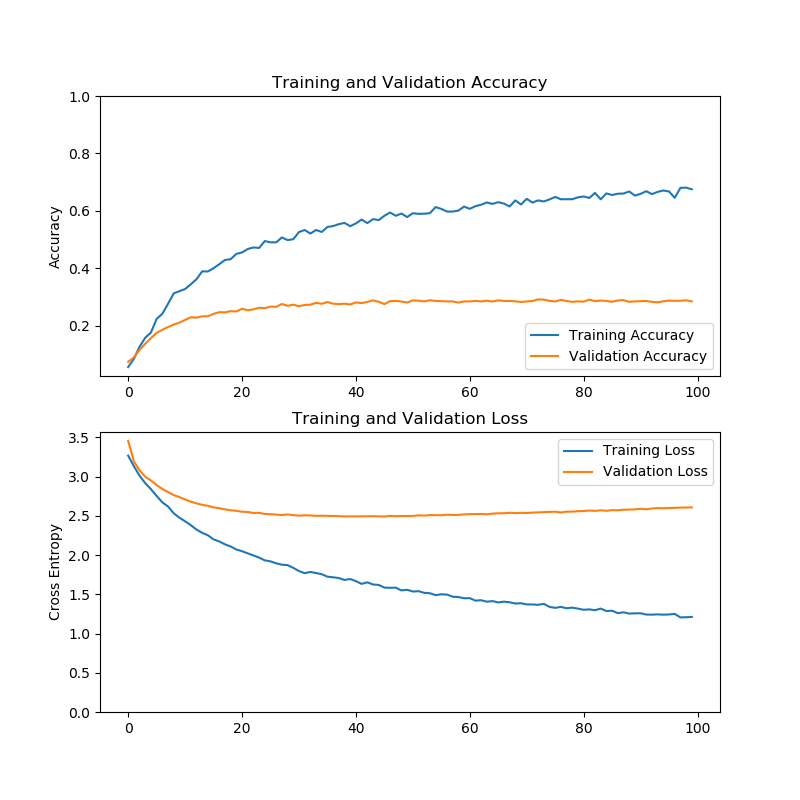 Training and Validation Accuracy
Accuracy
1.0
0.8
0.6
0.4
0.2
Training Accuracy
Validation Accuracy
0 20 40 60 80 100
Training and Validation Loss
Cross Entropy
3.5
3.0
2.5
2.0
1.5
1.0
0.5
0.0
Training Loss
Validation Loss
0 20 40 60 80 100